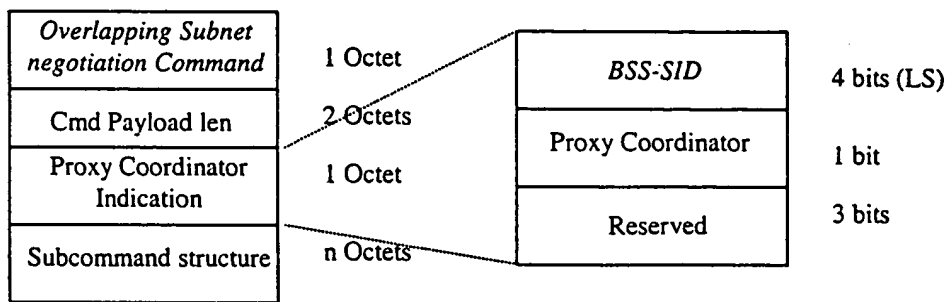 Overlapping Subnet
negotiation Command
1 Octet
Cmd Payload len
2 Octets
Proxy Coordinator
Indication
1 Octet
Subcommand structure
n Octets
BSS-SID
4 bits (LS)
Proxy Coordinator
1 bit
Reserved
3 bits